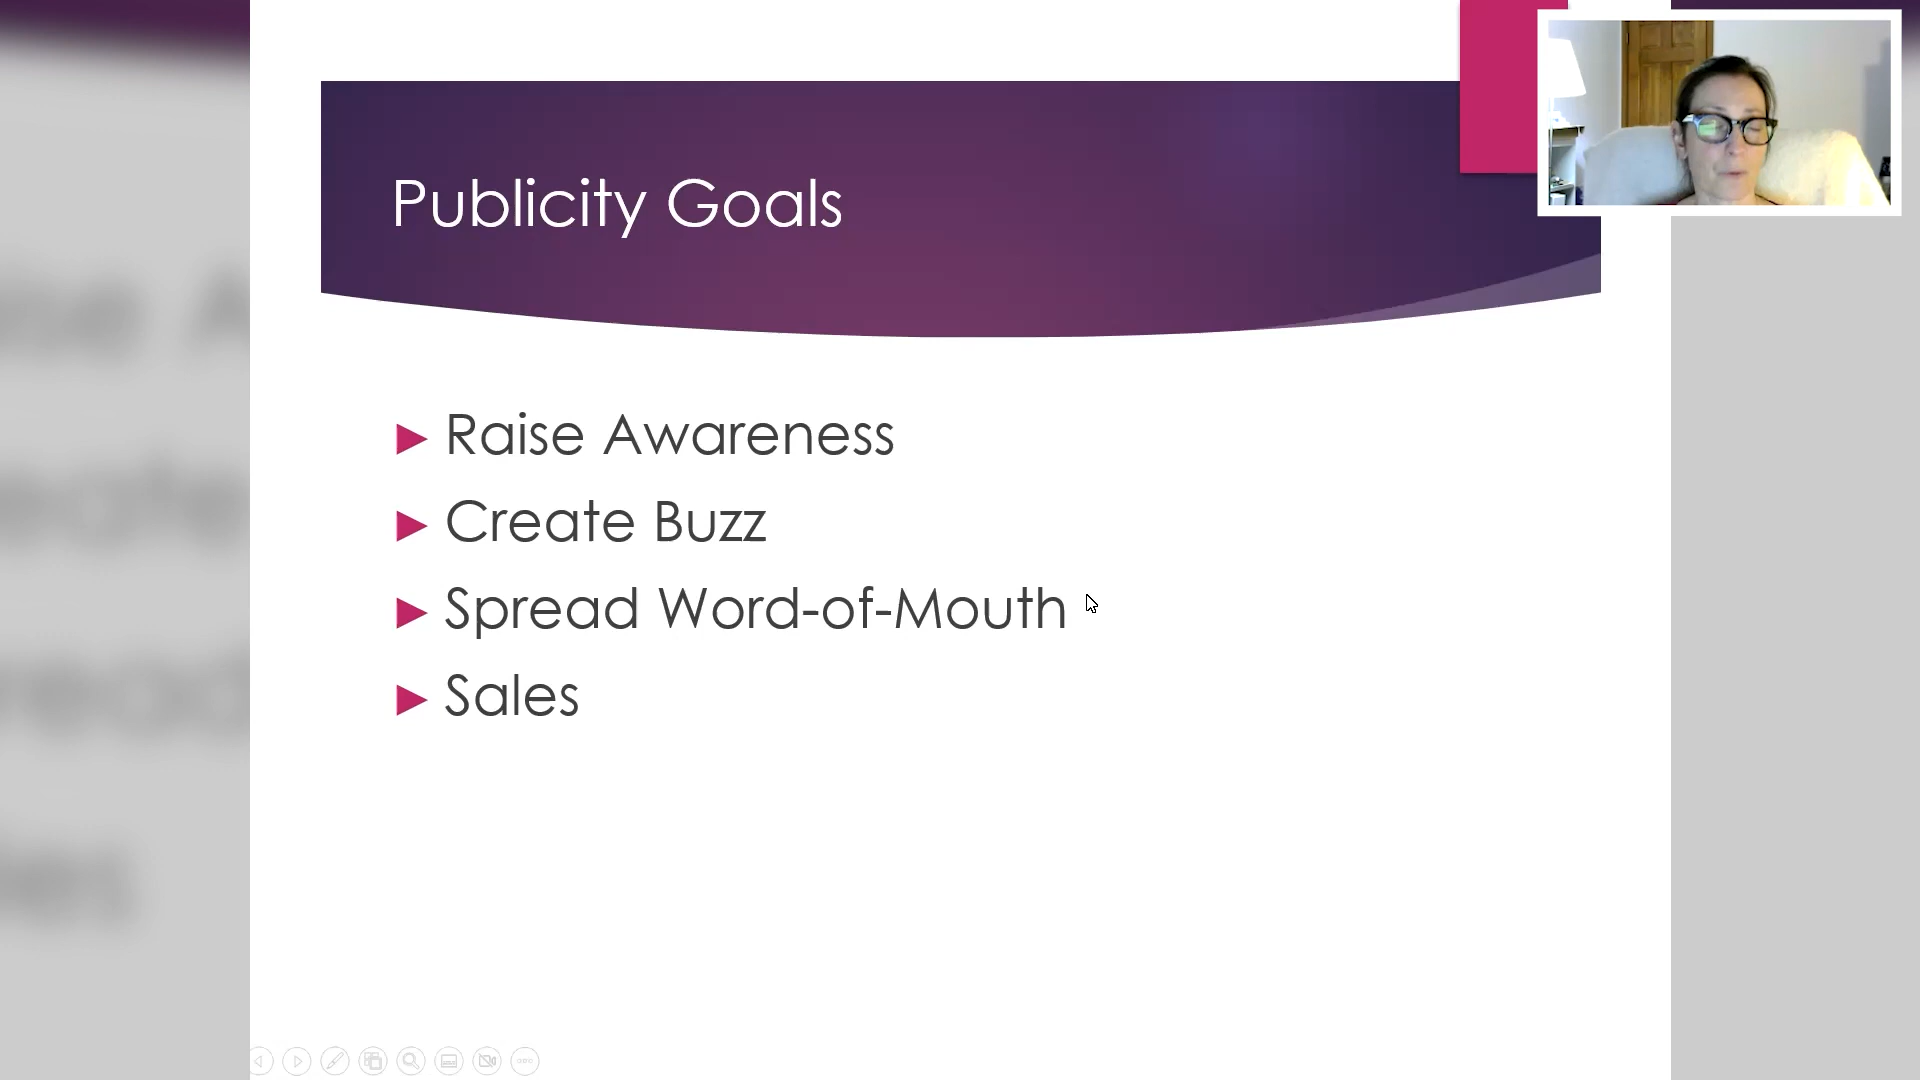 Publicity Goals
Raise Awareness
Create Buzz
Spread Word-of-Mouth
Sales